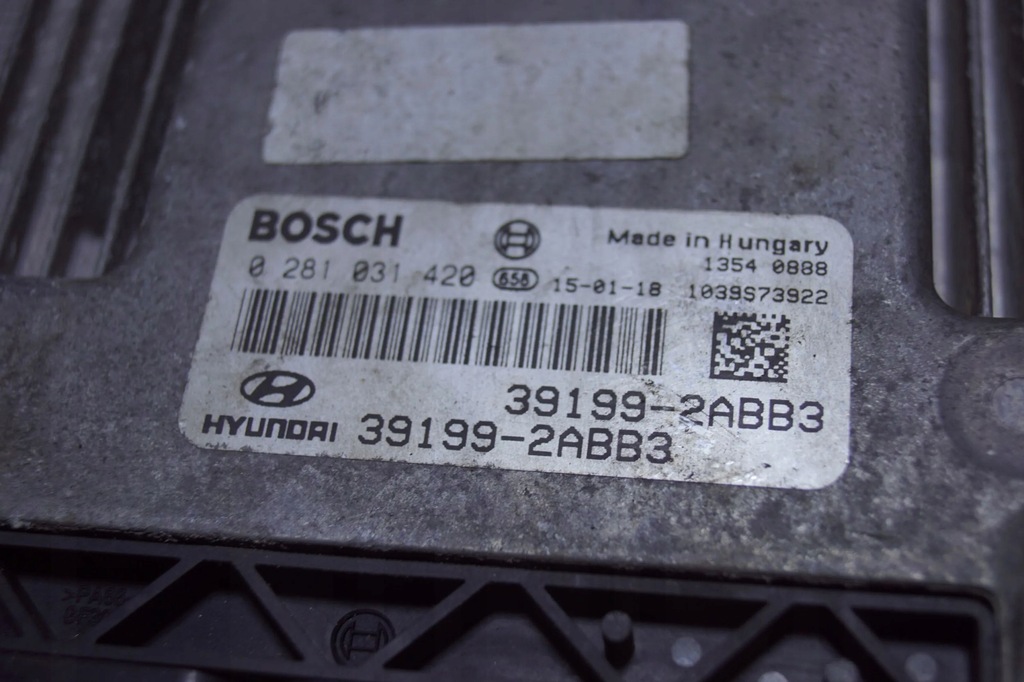 BOSCH
Made in Hungary
1354 0888
0 281 031 420 658 15-01-18 1039S73922
39199-2ABB3
HYUNDAI 39199-2ABB3